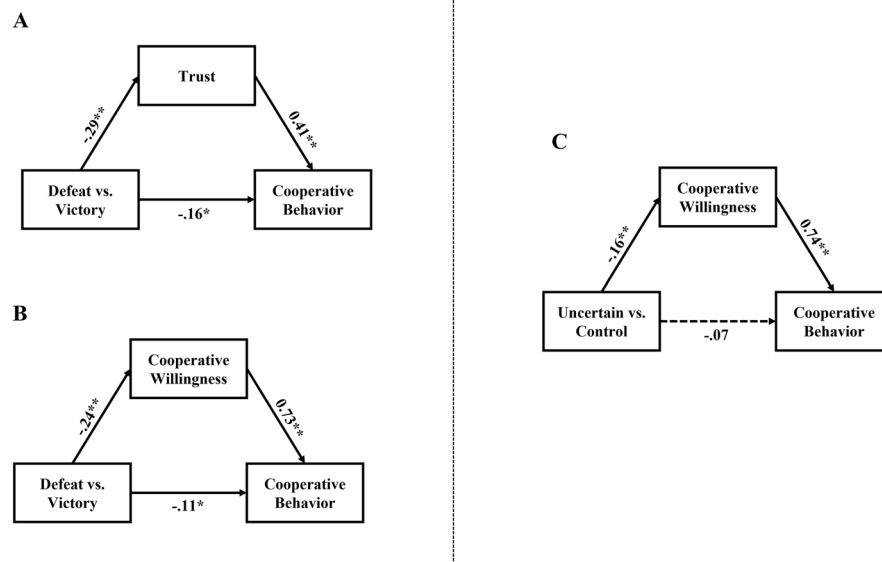 A
Trust
-.29**
0.41**
Defeat vs.
Victory
-.16*
Cooperative
Behavior
B
Cooperative
Willingness
-.24**
0.73**
Defeat vs.
Victory
-.11*
Cooperative
Behavior
C
Cooperative
Willingness
-.16**
0.74**
Uncertain vs.
Control
-.07
Cooperative
Behavior